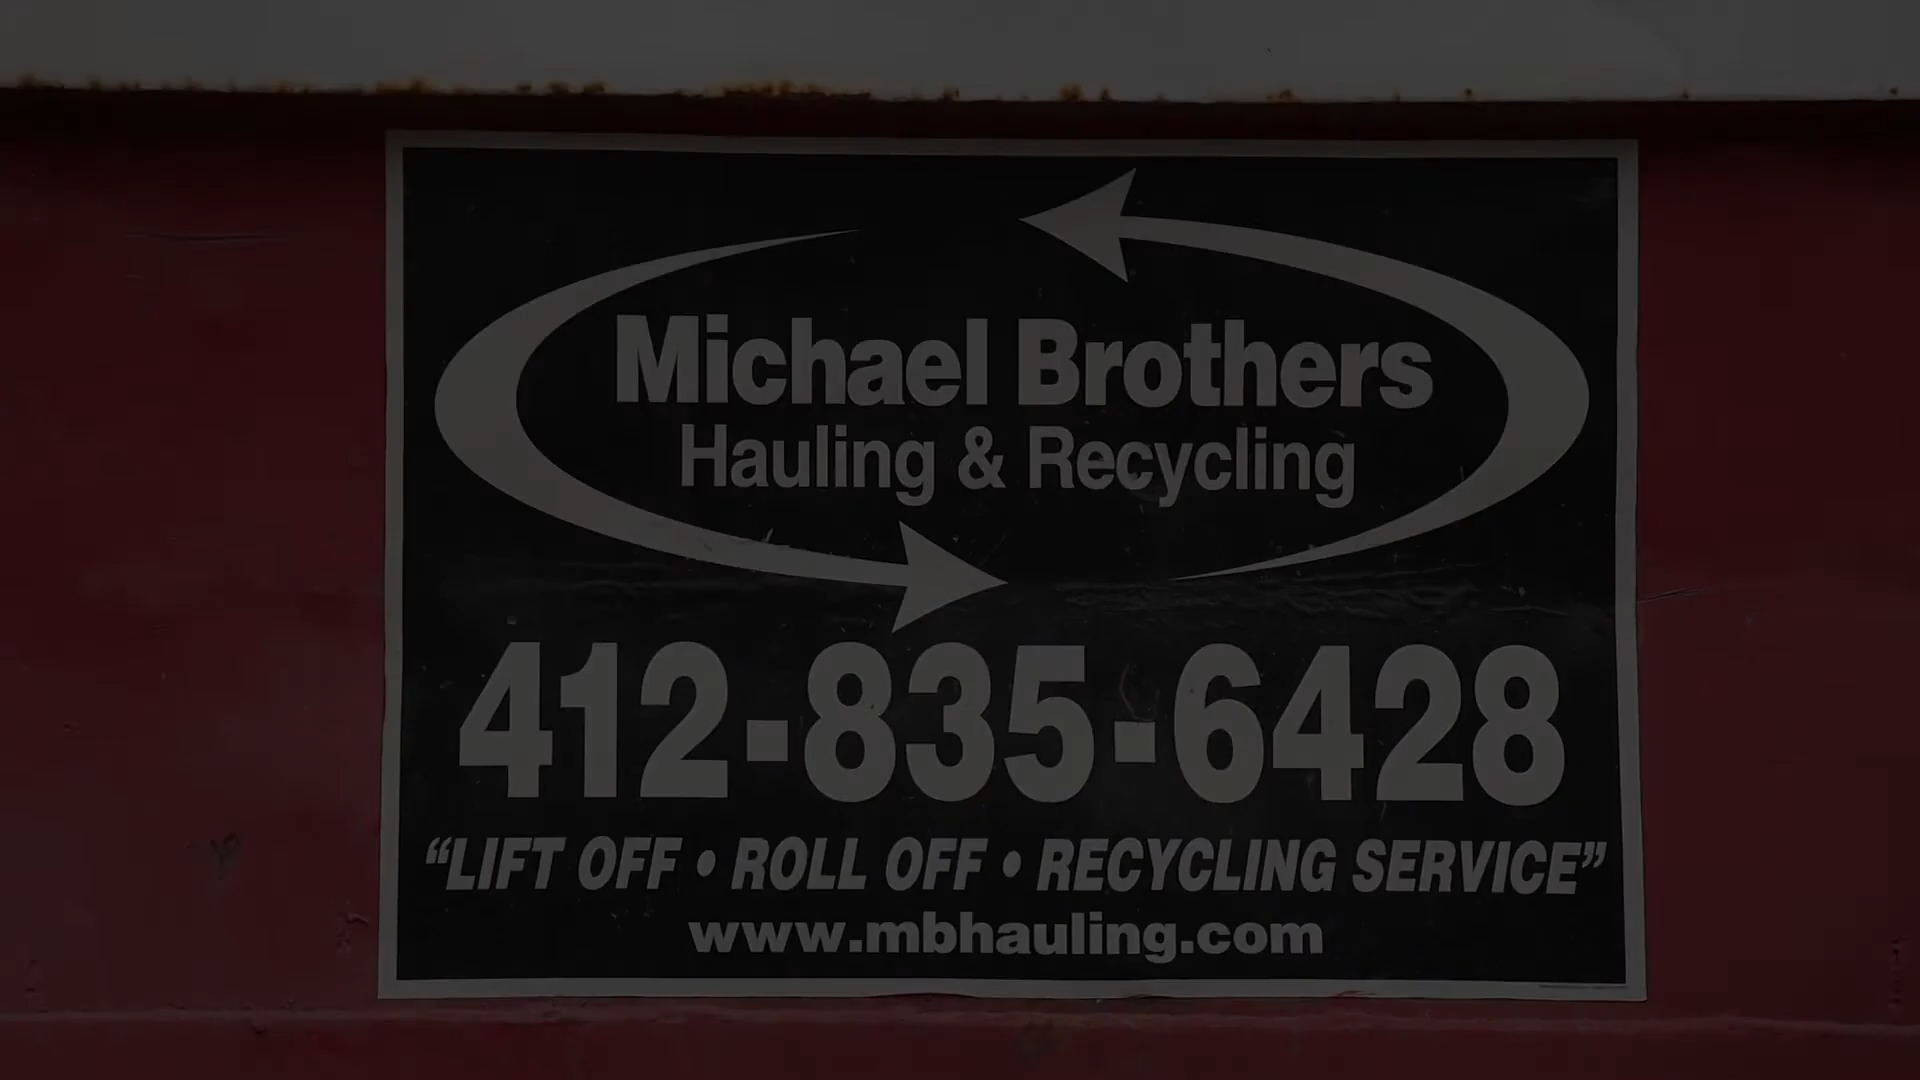 Michael Brothers
Hauling & Recycling
412-835-6428
“LIFT OFF • ROLL OFF • RECYCLING SERVICE”
www.mbhauling.com